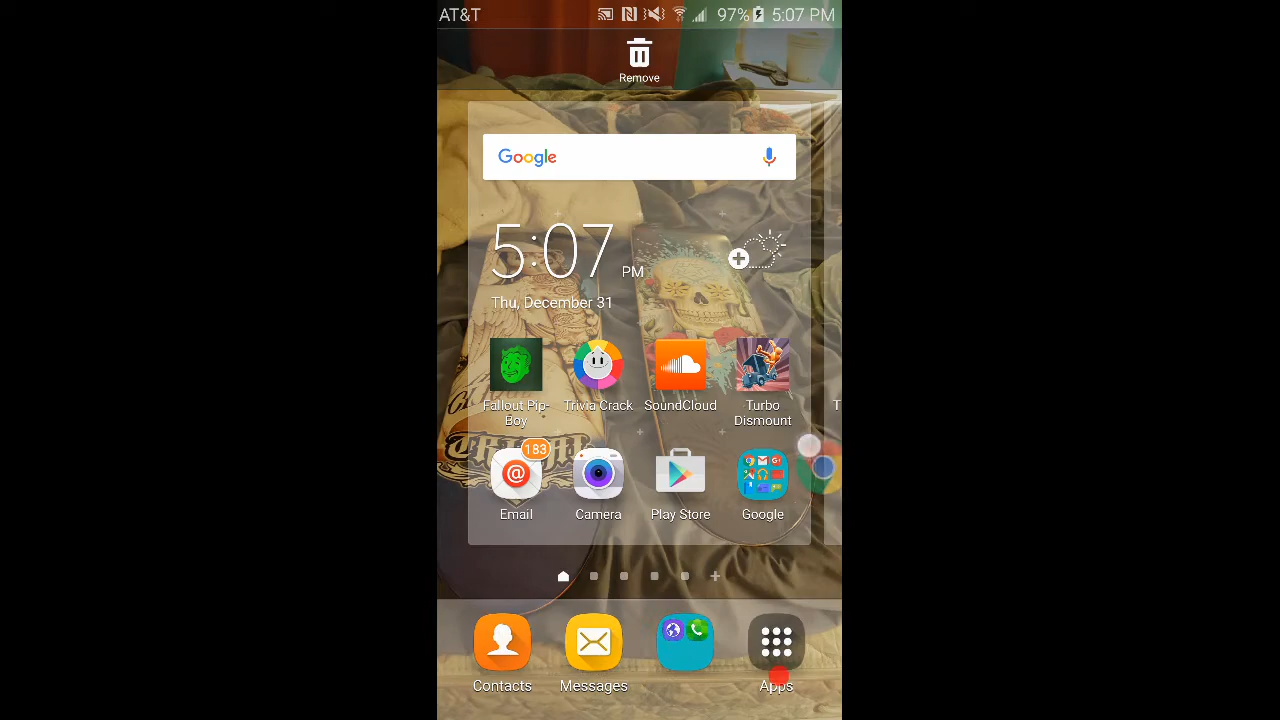 AT&T 97% 5:07 PM
Remove
Google
5:07 PM
Thu, December 31
Fallout Pip-
Boy
Trivia Crack
SoundCloud
Turbo
Dismount
T
183
Email
Camera
Play Store
Google
Contacts
Messages
Apps